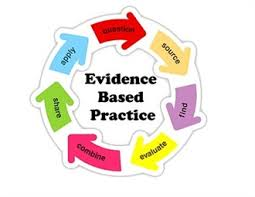 question
source
find
evaluate
combine
share
apply
Evidence
Based
Practice